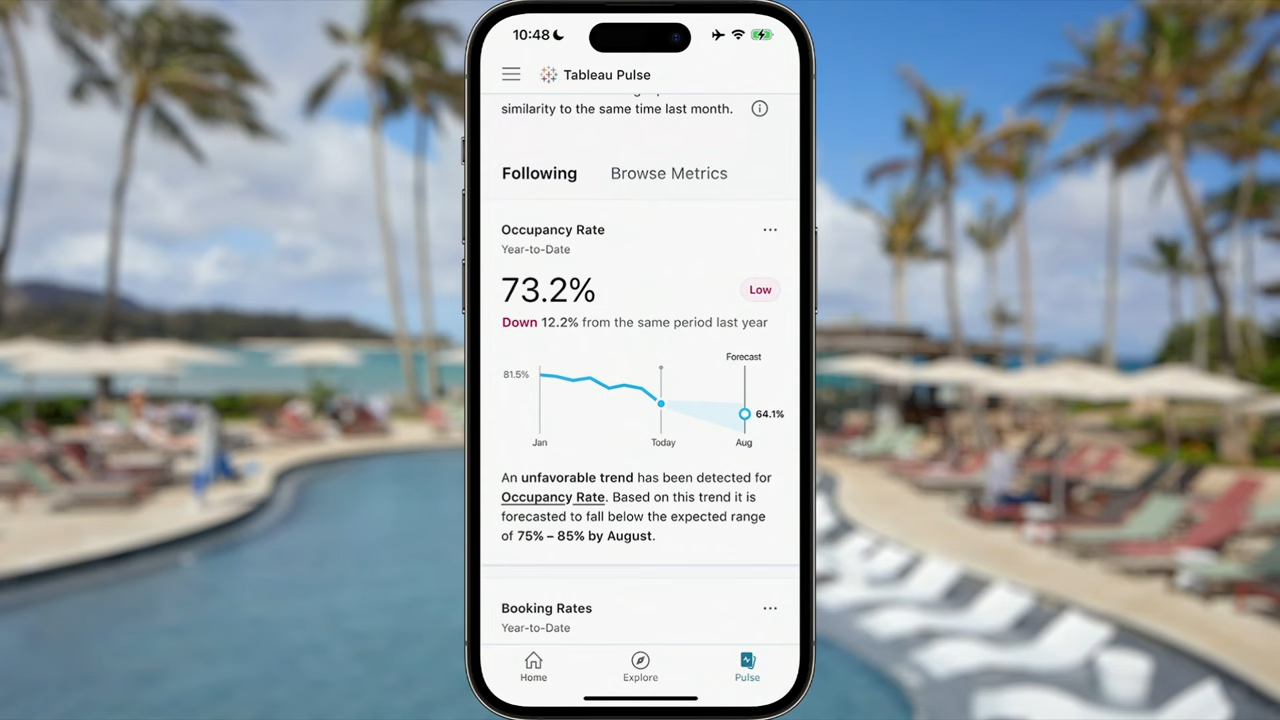 10:48
Tableau Pulse
similarity to the same time last month.
Following Browse Metrics
Occupancy Rate
Year-to-Date
73.2% Low
Down 12.2% from the same period last year
Forecast
81.5%
64.1%
Jan Today Aug
An unfavorable trend has been detected for
Occupancy Rate. Based on this trend it is
forecasted to fall below the expected range
of 75% – 85% by August.
Booking Rates
Year-to-Date
Home Explore Pulse